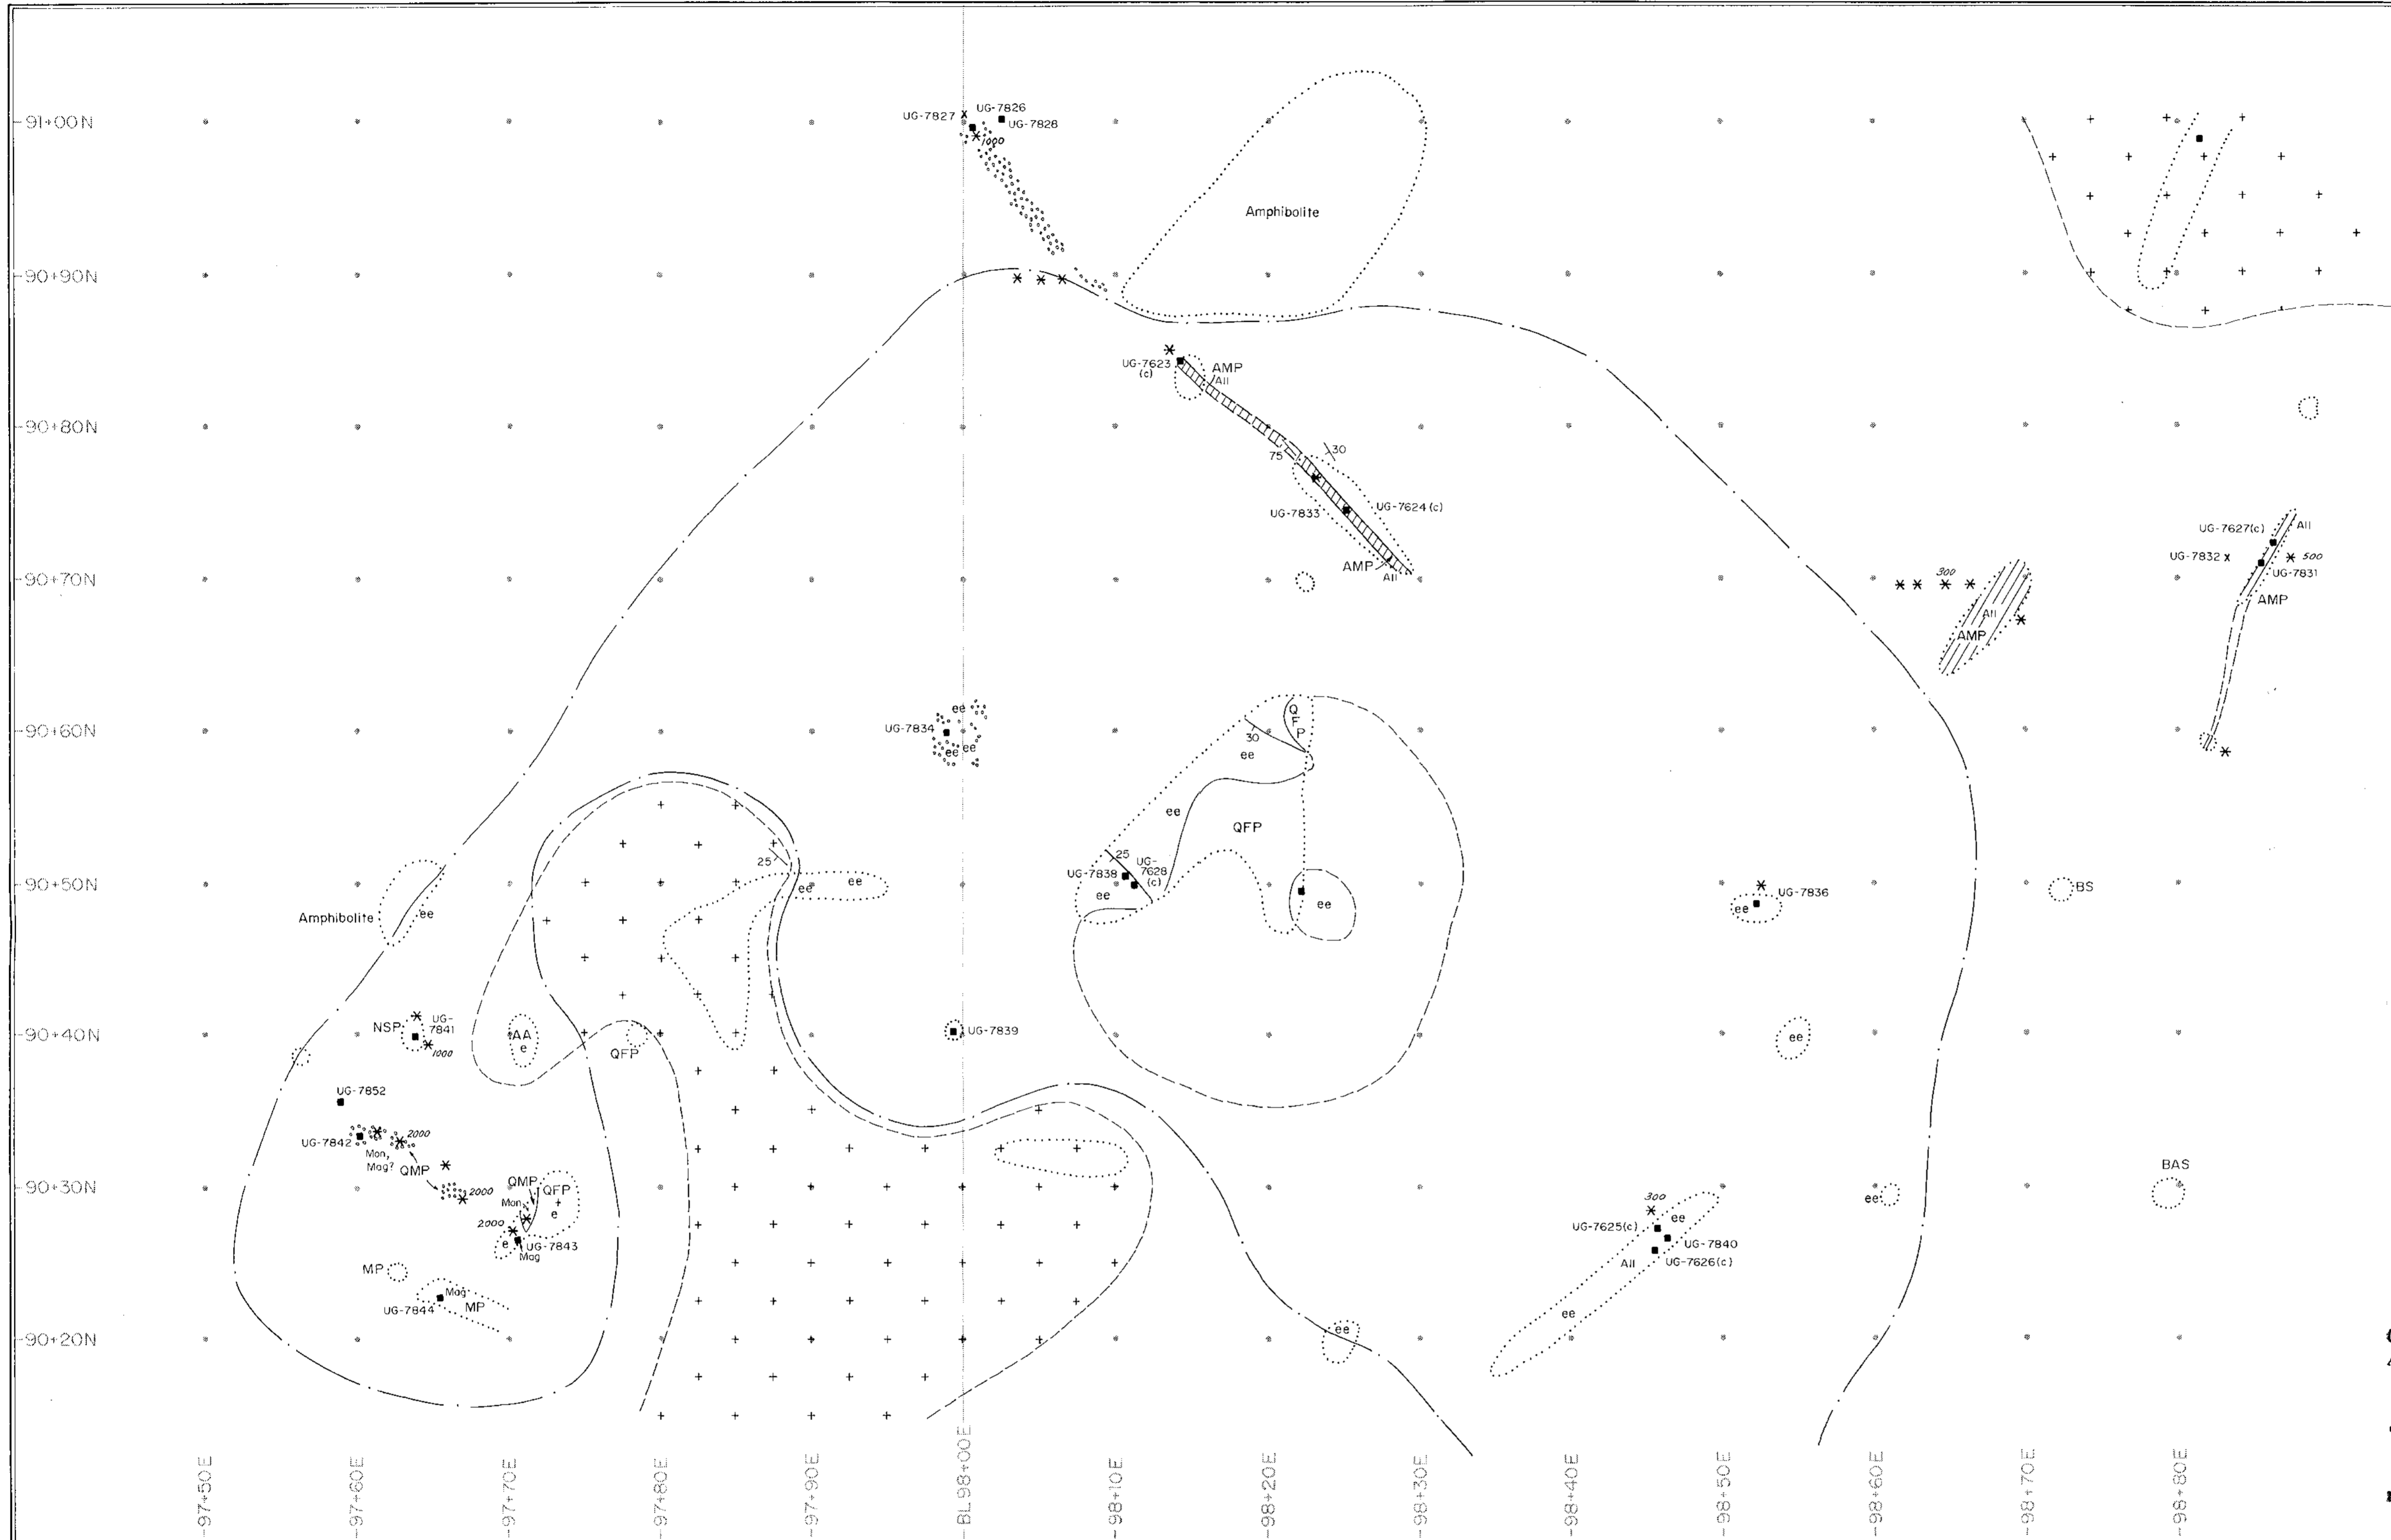 91+00N
UG-7827 x
UG-7826
UG-7828
1000
Amphibolite
90+90N
UG-7623
(c)
AMP
All
90+80N
75
30
UG-7833
UG-7624 (c)
AMP
All
UG-7627(c)
All
UG-7832 x
500
UG-7831
AMP
90+70N
300
All
AMP
90+60N
UG-7834
ee
ee
ee
Q
F
P
30
ee
ee
QFP
25
UG-7838
UG-
7628
(c)
ee
ee
90+50N
25
ee
ee
Amphibolite
ee
UG-7836
ee
BS
90+40N
NSP
UG-
7841
1000
AA
e
QFP
UG-7839
ee
UG-7852
UG-7842
2000
Mon,
Mag?
QMP
90+30N
2000
QMP
QFP
Mon
e
2000
e
UG-7843
Mag
MP
Mag
UG-7844
MP
BAS
ee
300
ee
UG-7625(c)
UG-7840
All
UG-7626(c)
ee
90+20N
ee
97+50E
97+60E
97+70E
97+80E
97+90E
BL98+00E
98+10E
98+20E
98+30E
98+40E
98+50E
98+60E
98+70E
98+80E